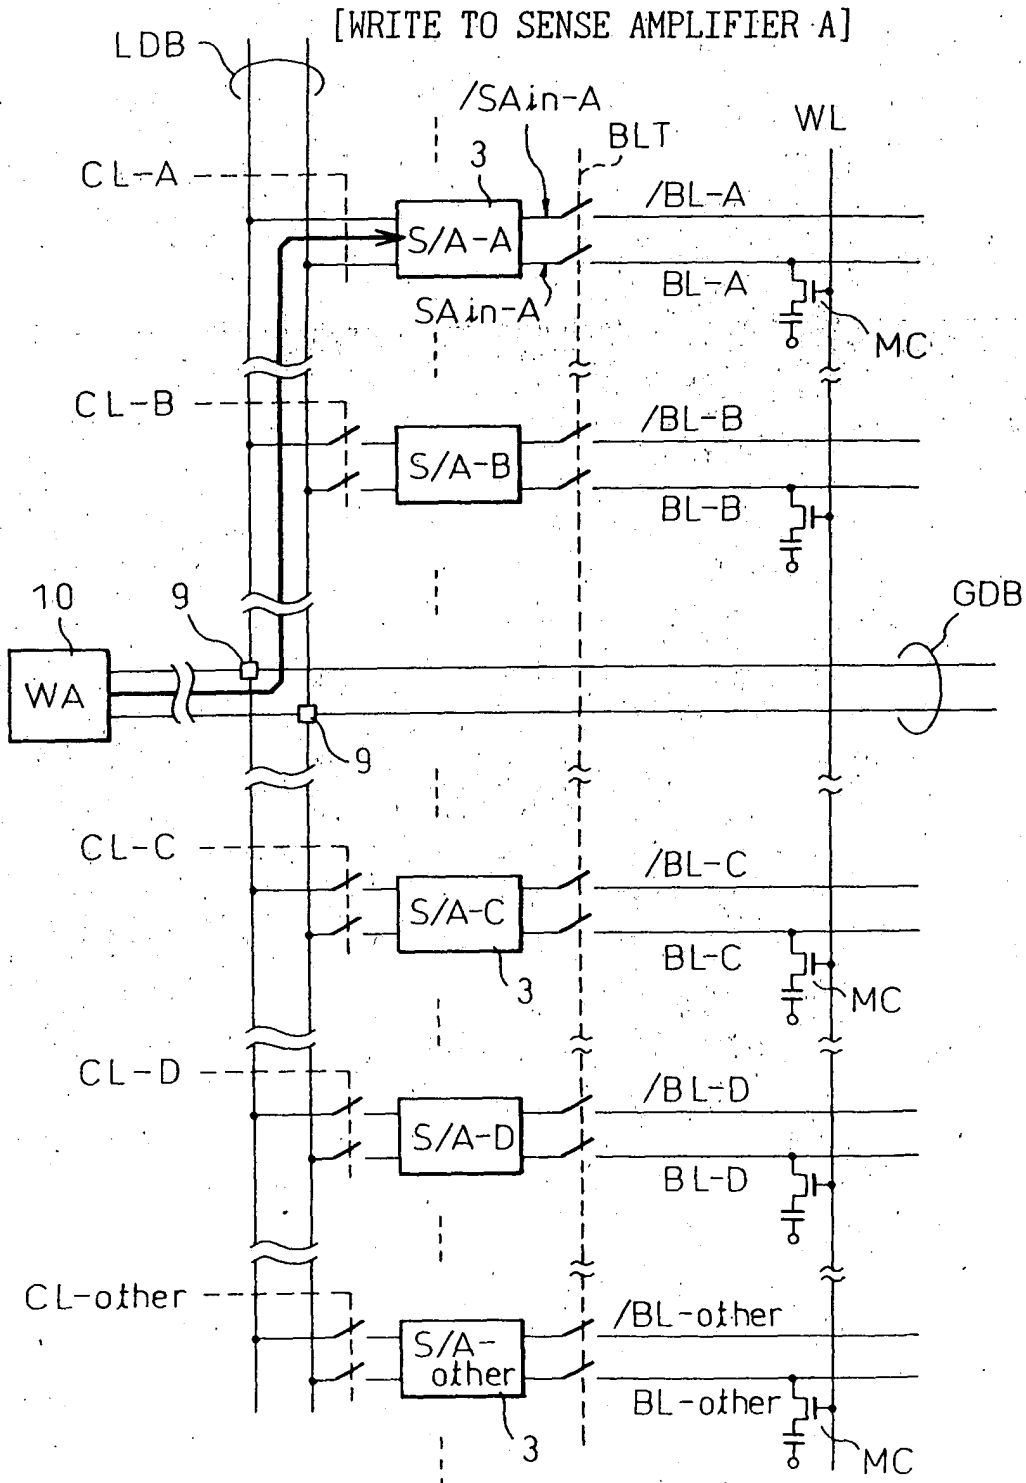 [WRITE TO SENSE AMPLIFIER A]
LDB
/SAin-A
WL
BLT
CL-A
3
/BL-A
S/A-A
BL-A
SAin-A
MC
CL-B
/BL-B
S/A-B
BL-B
10
9
GDB
WA
9
CL-C
/BL-C
S/A-C
BL-C
3
MC
CL-D
/BL-D
S/A-D
BL-D
CL-other
/BL-other
S/A-
other
BL-other
3
MC